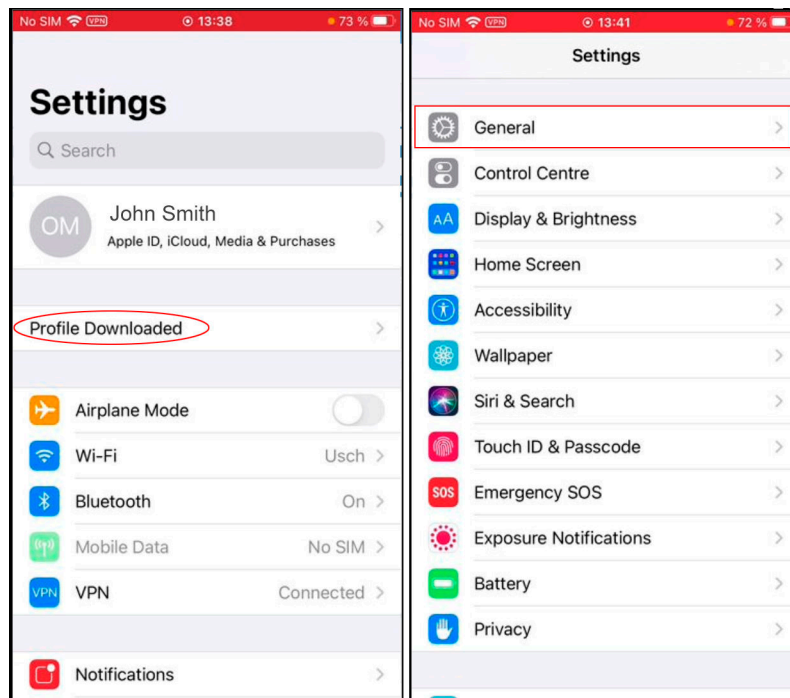 No SIM VPN 13:38 73 %
Settings
Search
OM
John Smith
Apple ID, iCloud, Media & Purchases
Profile Downloaded
Airplane Mode
Wi-Fi Usch
Bluetooth On
Mobile Data No SIM
VPN VPN Connected
Notifications
No SIM VPN 13:41 72 %
Settings
General
Control Centre
AA Display & Brightness
Home Screen
Accessibility
Wallpaper
Siri & Search
Touch ID & Passcode
SOS Emergency SOS
Exposure Notifications
Battery
Privacy